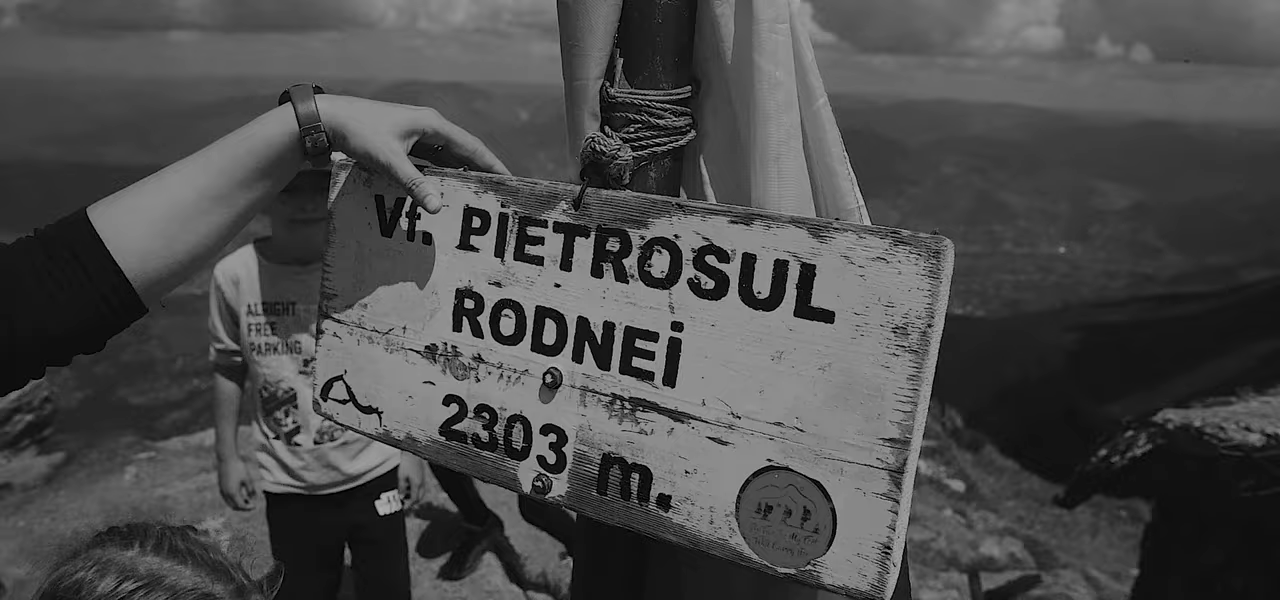 Vf. PIETROSUL
RODNEi
2303 m.
ALRIGHT
FREE
PARKING